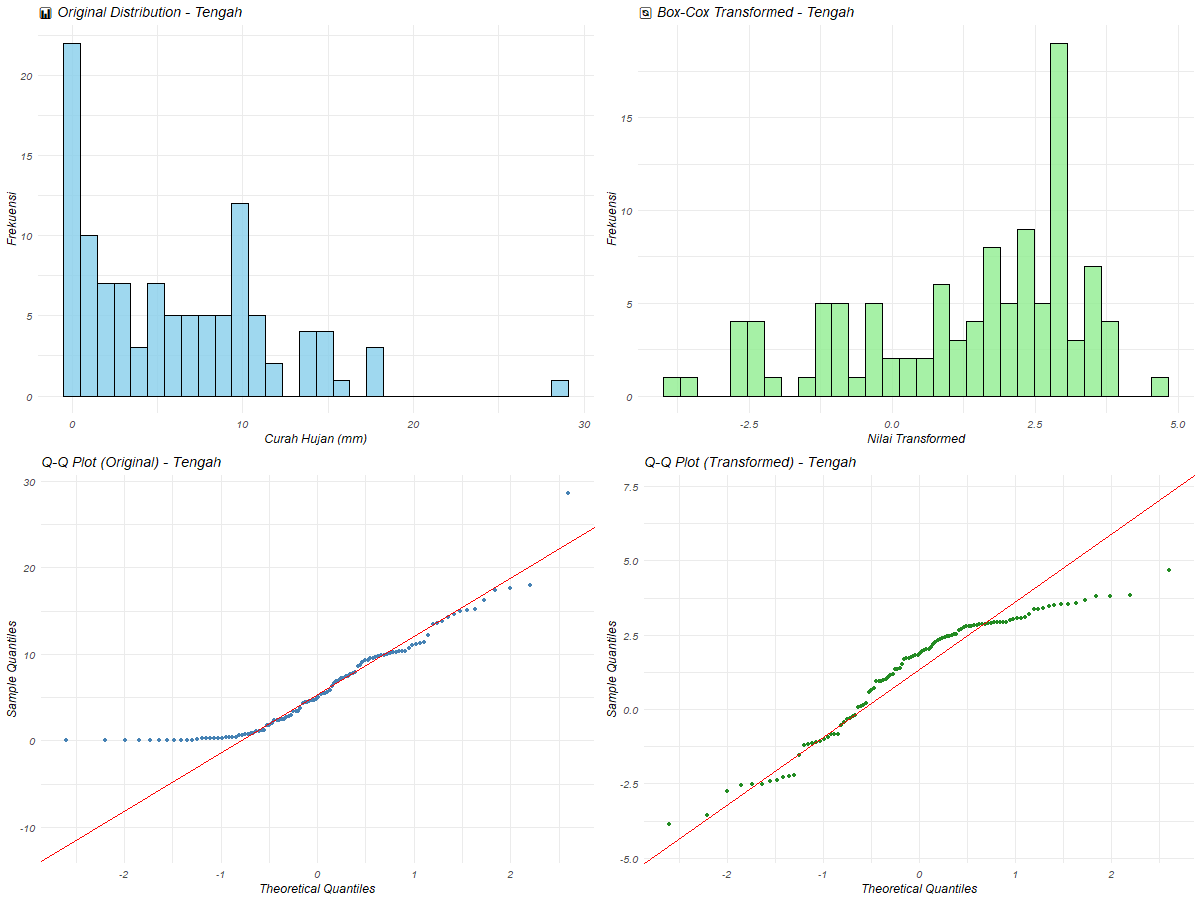 Original Distribution - Tengah
Frekuensi
20
15
10
5
0
0 10 20 30
Curah Hujan (mm)
Box-Cox Transformed - Tengah
Frekuensi
15
10
5
0
-2.5 0.0 2.5 5.0
Nilai Transformed
Q-Q Plot (Original) - Tengah
Sample Quantiles
30
20
10
0
-10
-2 -1 0 1 2
Theoretical Quantiles
Q-Q Plot (Transformed) - Tengah
Sample Quantiles
7.5
5.0
2.5
0.0
-2.5
-5.0
-2 -1 0 1 2
Theoretical Quantiles